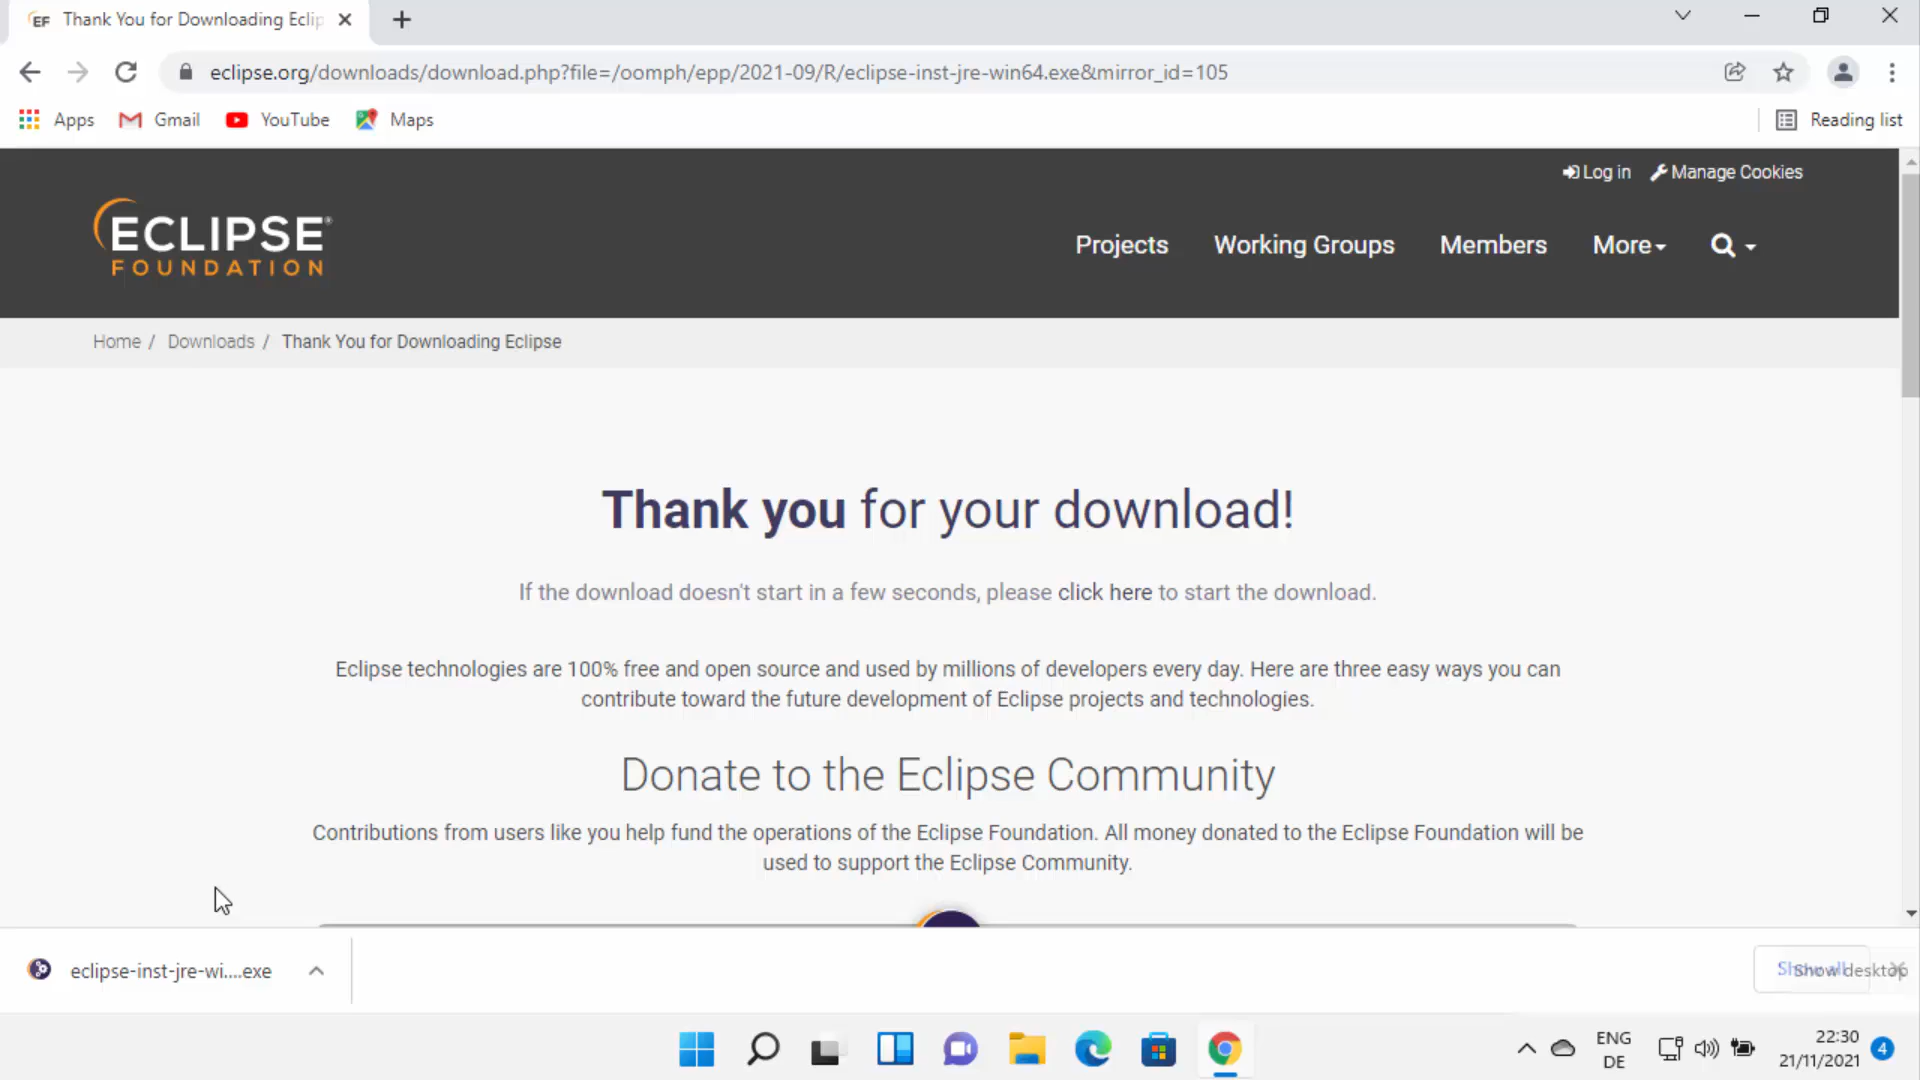 EF Thank You for Downloading Eclip
eclipse.org/downloads/download.php?file=/oomph/epp/2021-09/R/eclipse-inst-jre-win64.exe&mirror_id=105
Apps Gmail YouTube Maps Reading list
Log in Manage Cookies
ECLIPSE®
FOUNDATION
Projects Working Groups Members More
Home / Downloads / Thank You for Downloading Eclipse
Thank you for your download!
If the download doesn't start in a few seconds, please click here to start the download.
Eclipse technologies are 100% free and open source and used by millions of developers every day. Here are three easy ways you can
contribute toward the future development of Eclipse projects and technologies.
Donate to the Eclipse Community
Contributions from users like you help fund the operations of the Eclipse Foundation. All money donated to the Eclipse Foundation will be
used to support the Eclipse Community.
eclipse-inst-jre-wi....exe Show all Show desktop
ENG 22:30 4
DE 21/11/2021